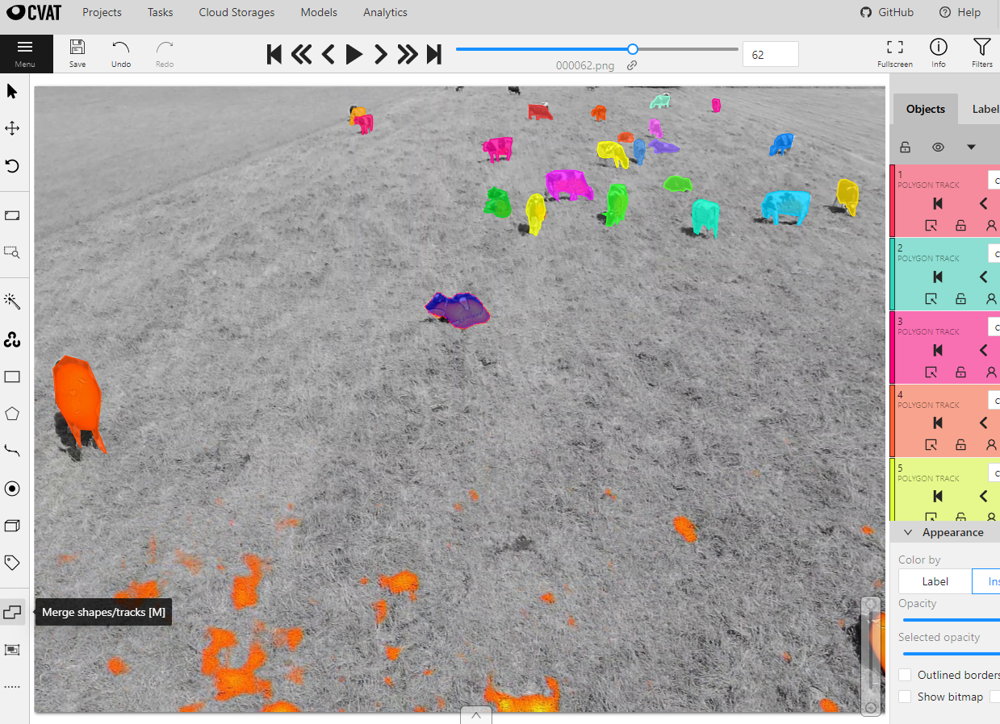 CVAT Projects Tasks Cloud Storages Models Analytics GitHub Help
Menu Save Undo Redo 000062.png 62 Fullscreen Info Filters
Objects Label
1 c
POLYGON TRACK
2 c
POLYGON TRACK
3 c
POLYGON TRACK
4 c
POLYGON TRACK
5 c
POLYGON TRACK
Appearance
Color by
Label Ins
Opacity
Merge shapes/tracks [M]
Selected opacity
Outlined borders
Show bitmap